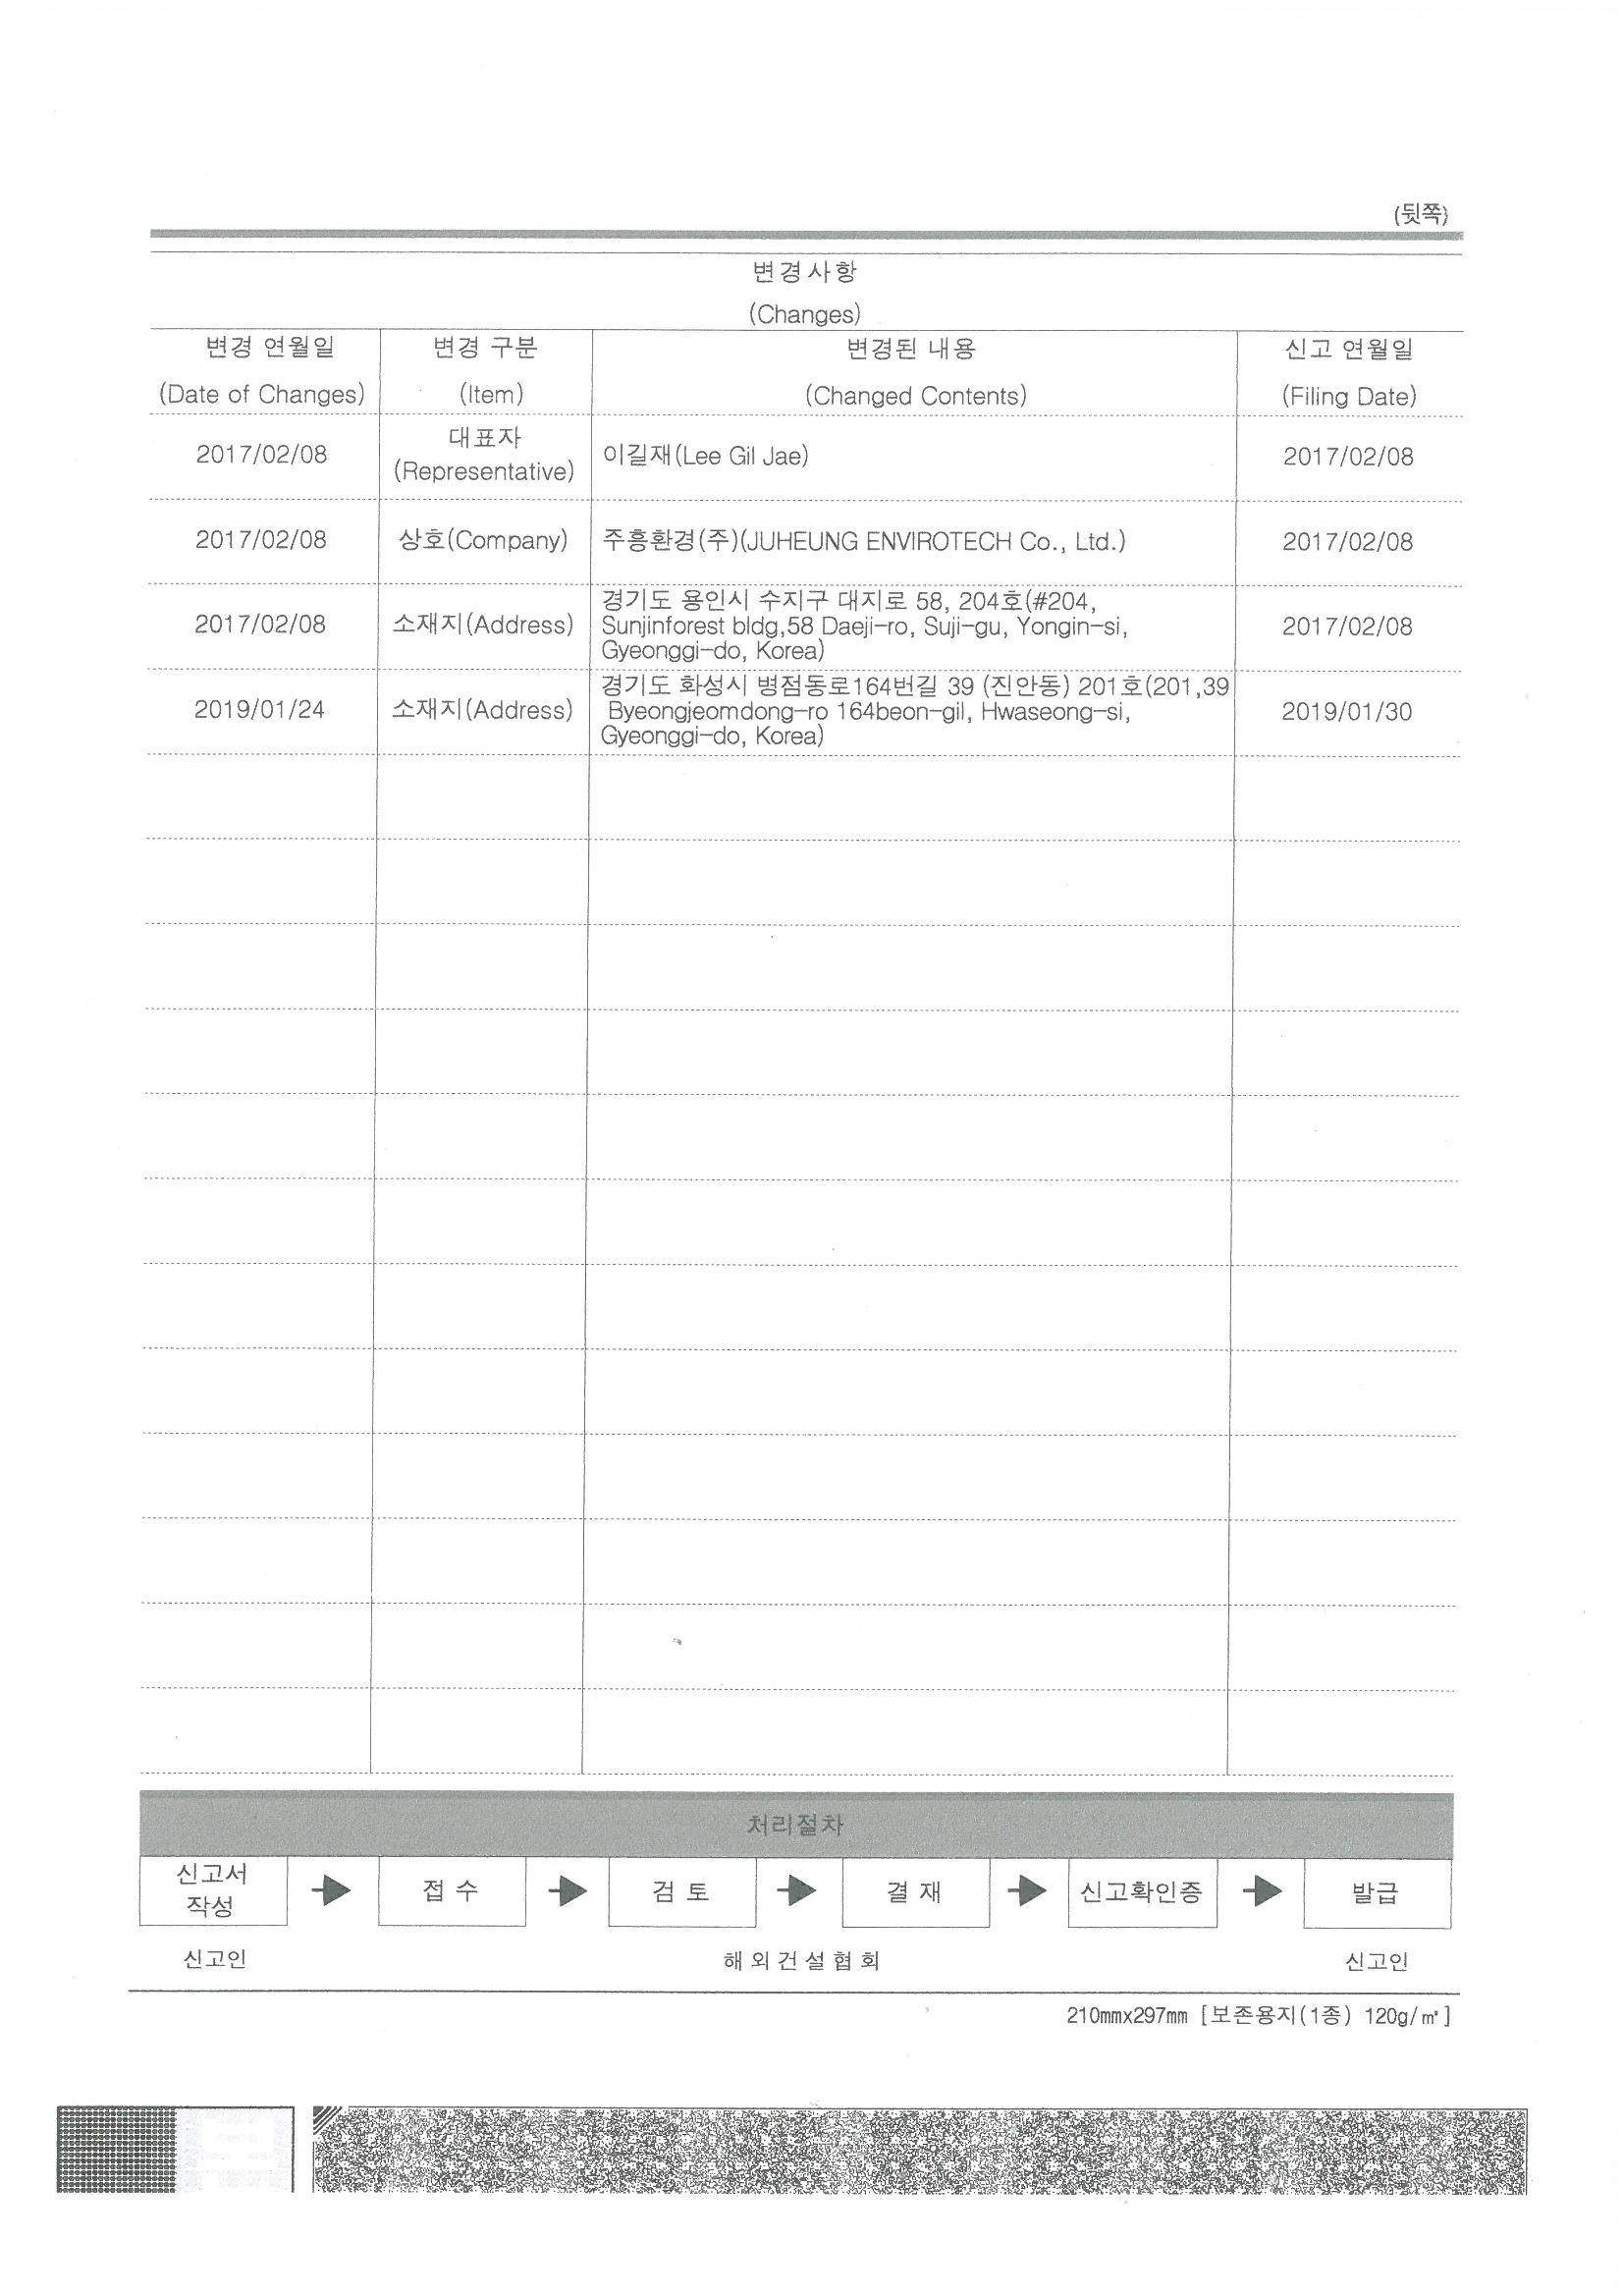 (뒷쪽)
변경사항
(Changes)
변경 연월일
(Date of Changes)
변경 구분
(Item)
변경된 내용
(Changed Contents)
신고 연월일
(Filing Date)
2017/02/08
대표자
(Representative)
이길재(Lee Gil Jae)
2017/02/08
2017/02/08
상호(Company)
주흥환경(주)(JUHEUNG ENVIROTECH Co., Ltd.)
2017/02/08
2017/02/08
소재지(Address)
경기도 용인시 수지구 대지로 58, 204호(#204,
Sunjinforest bldg,58 Daeji-ro, Suji-gu, Yongin-si,
Gyeonggi-do, Korea)
2017/02/08
2019/01/24
소재지(Address)
경기도 화성시 병점동로164번길 39 (진안동) 201호(201,39
Byeongjeomdong-ro 164beon-gil, Hwaseong-si,
Gyeonggi-do, Korea)
2019/01/30
처리절차
신고서
작성
접 수
검 토
결 재
신고확인증
발급
신고인
해외건설협회
신고인
210mmx297mm [보존용지(1종) 120g/㎡]